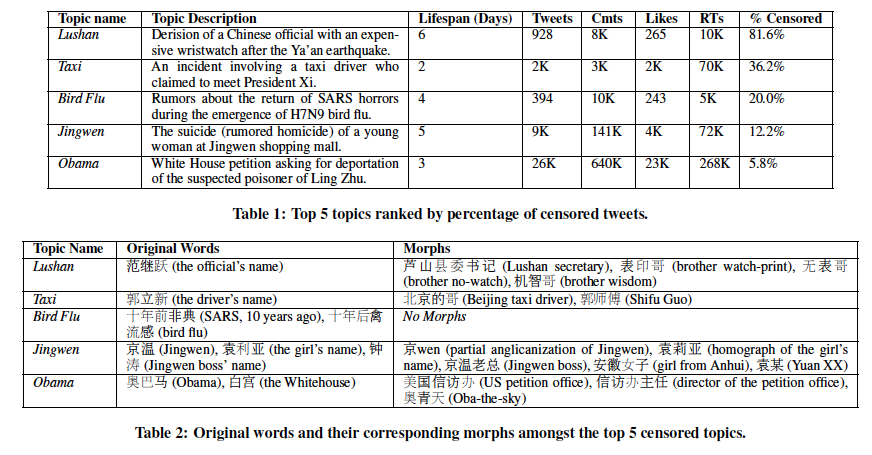 Topic name Topic Description Lifespan (Days) Tweets Cmts Likes RTs % Censored
Lushan Derision of a Chinese official with an expen- 6 928 8K 265 10K 81.6%
sive wristwatch after the Ya'an earthquake.
Taxi An incident involving a taxi driver who 2 2K 3K 2K 70K 36.2%
claimed to meet President Xi.
Bird Flu Rumors about the return of SARS horrors 4 394 10K 243 5K 20.0%
during the emergence of H7N9 bird flu.
Jingwen The suicide (rumored homicide) of a young 5 9K 141K 4K 72K 12.2%
woman at Jingwen shopping mall.
Obama White House petition asking for deportation 3 26K 640K 23K 268K 5.8%
of the suspected poisoner of Ling Zhu.
Table 1: Top 5 topics ranked by percentage of censored tweets.
Topic Name Original Words Morphs
Lushan 范继跃 (the official's name) 芦山县委书记 (Lushan secretary), 表印哥 (brother watch-print), 无表哥
(brother no-watch), 机智哥 (brother wisdom)
Taxi 郭立新 (the driver's name) 北京的哥 (Beijing taxi driver), 郭师傅 (Shifu Guo)
Bird Flu 十年前非典 (SARS, 10 years ago), 十年后禽 No Morphs
流感 (bird flu)
Jingwen 京温 (Jingwen), 袁利亚 (the girl's name), 钟 京wen (partial anglicanization of Jingwen), 袁莉亚 (homograph of the girl's
涛 (Jingwen boss' name) name), 京温老总 (Jingwen boss), 安徽女子 (girl from Anhui), 袁某 (Yuan XX)
Obama 奥巴马 (Obama), 白宫 (the Whitehouse) 美国信访办 (US petition office), 信访办主任 (director of the petition office),
奥青天 (Oba-the-sky)
Table 2: Original words and their corresponding morphs amongst the top 5 censored topics.